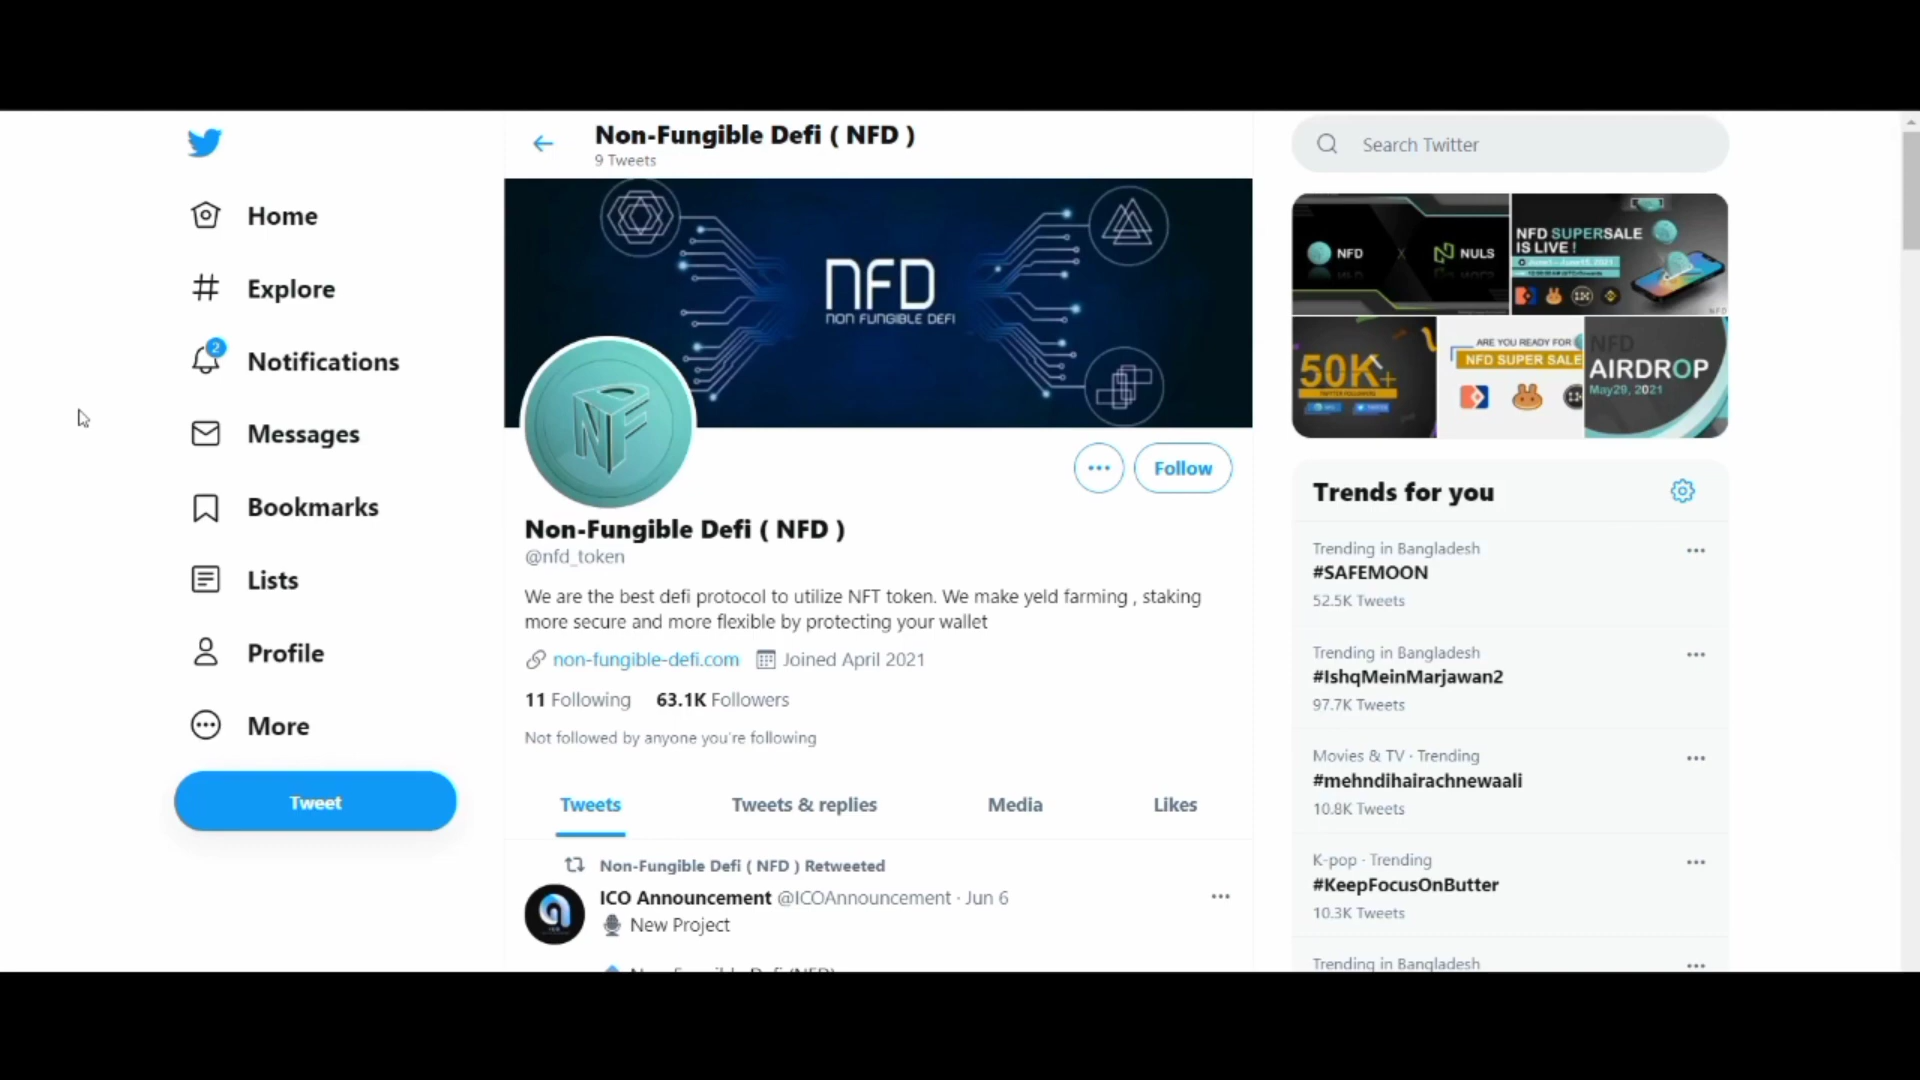 Non-Fungible Defi ( NFD )
9 Tweets
Home
Explore
2
Notifications
Messages
Bookmarks
Lists
Profile
More
Tweet
NFD
NON FUNGIBLE DEFI
NFD
Follow
Non-Fungible Defi ( NFD )
@nfd_token
We are the best defi protocol to utilize NFT token. We make yeld farming , staking
more secure and more flexible by protecting your wallet
non-fungible-defi.com Joined April 2021
11 Following 63.1K Followers
Not followed by anyone you're following
Tweets Tweets & replies Media Likes
Non-Fungible Defi ( NFD ) Retweeted
ICO Announcement @ICOAnnouncement · Jun 6
New Project
Search Twitter
NFD X NULS
NFD SUPERSALE
IS LIVE !
50K+
ARE YOU READY FOR
NFD SUPER SALE
NFD
AIRDROP
May29, 2021
Trends for you
Trending in Bangladesh
#SAFEMOON
52.5K Tweets
Trending in Bangladesh
#IshqMeinMarjawan2
97.7K Tweets
Movies & TV · Trending
#mehndihairachnewaali
10.8K Tweets
K-pop · Trending
#KeepFocusOnButter
10.3K Tweets
Trending in Bangladesh